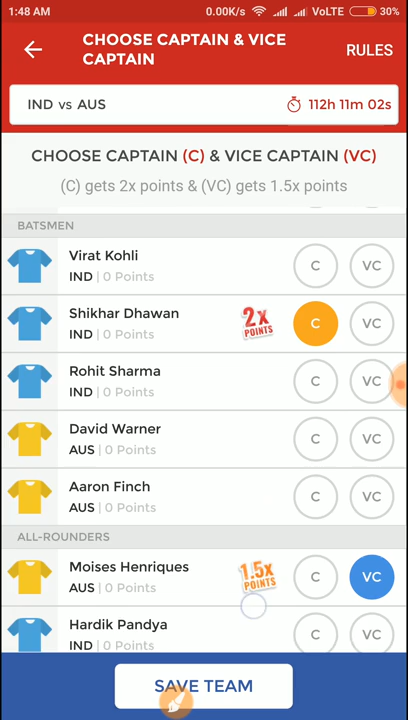 1:48 AM 0.00K/s VoLTE 30%
CHOOSE CAPTAIN & VICE
CAPTAIN
RULES
IND vs AUS 112h 11m 02s
CHOOSE CAPTAIN (C) & VICE CAPTAIN (VC)
(C) gets 2x points & (VC) gets 1.5x points
BATSMEN
Virat Kohli
IND | 0 Points
C VC
Shikhar Dhawan
IND | 0 Points
2x POINTS
C VC
Rohit Sharma
IND | 0 Points
C VC
David Warner
AUS | 0 Points
C VC
Aaron Finch
AUS | 0 Points
C VC
ALL-ROUNDERS
Moises Henriques
AUS | 0 Points
1.5x POINTS
C VC
Hardik Pandya
IND | 0 Points
C VC
SAVE TEAM